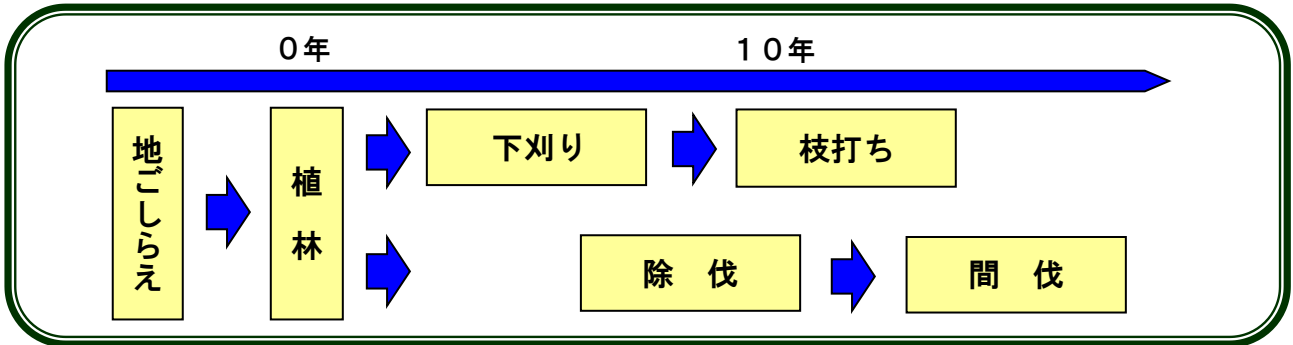 ０年
１０年
地ごしらえ
植林
下刈り
枝打ち
除　伐
間　伐